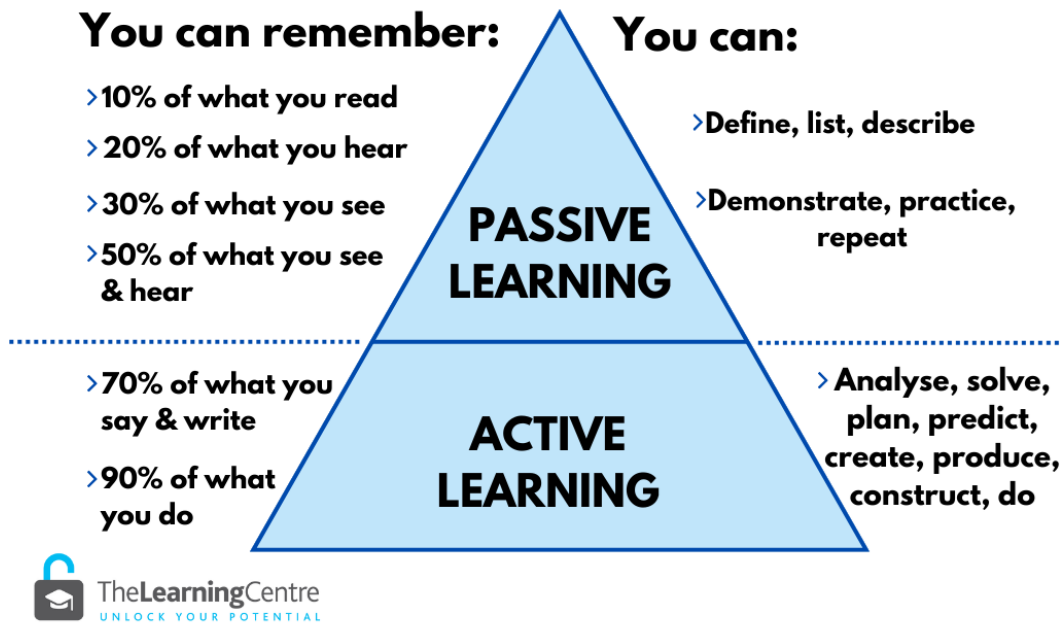 You can remember:
>10% of what you read
>20% of what you hear
>30% of what you see
>50% of what you see
& hear
>70% of what you
say & write
>90% of what
you do
PASSIVE
LEARNING
ACTIVE
LEARNING
You can:
>Define, list, describe
>Demonstrate, practice,
repeat
>Analyse, solve,
plan, predict,
create, produce,
construct, do
TheLearningCentre
UNLOCK YOUR POTENTIAL